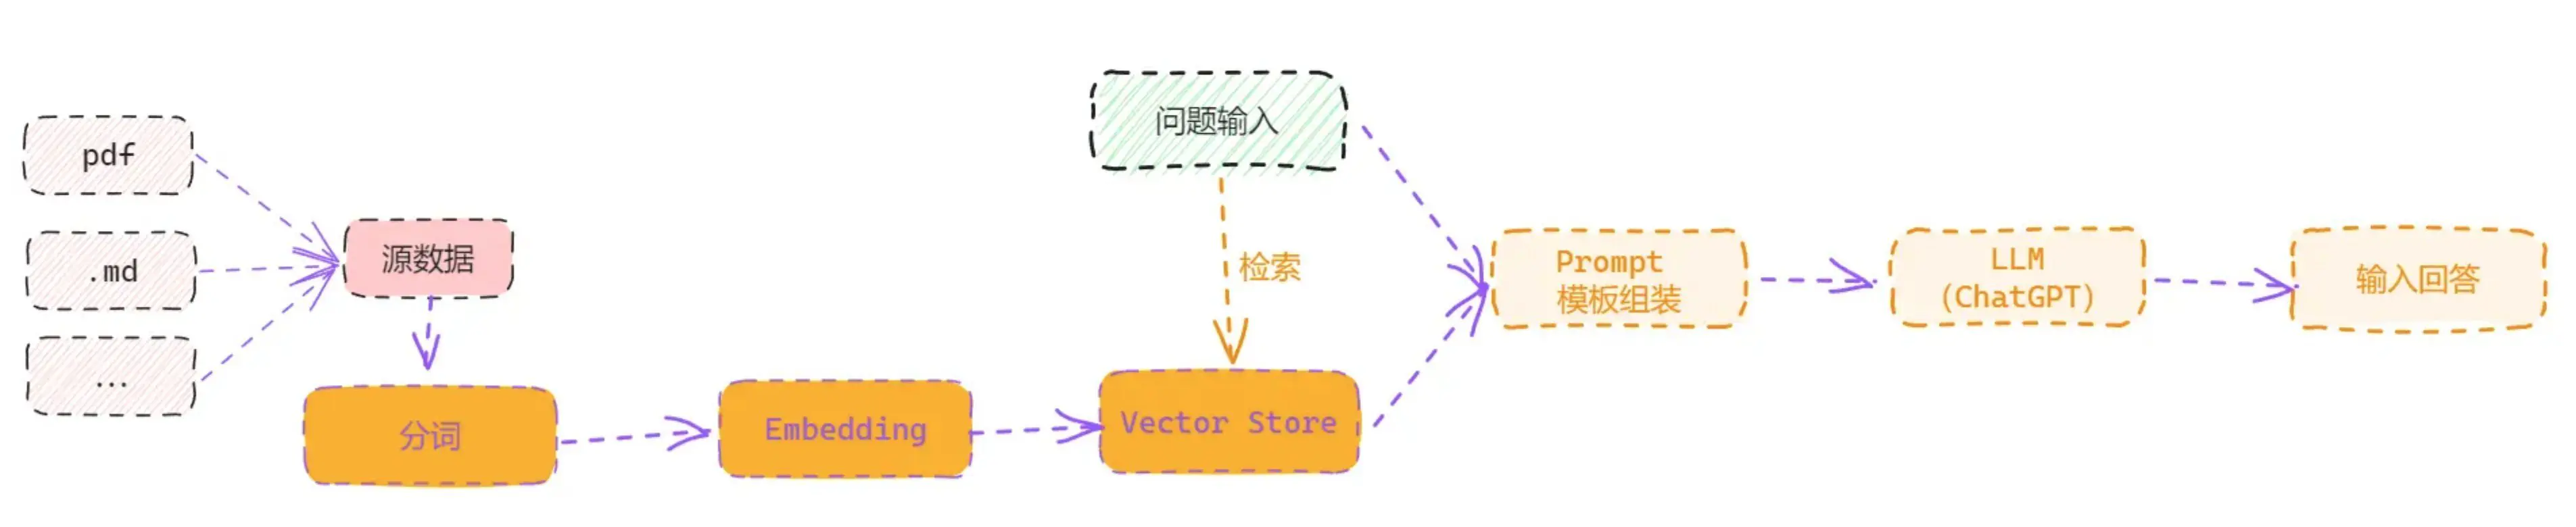 pdf
.md
...
源数据
分词
Embedding
问题输入
检索
Vector Store
Prompt
模板组装
LLM
(ChatGPT)
输入回答